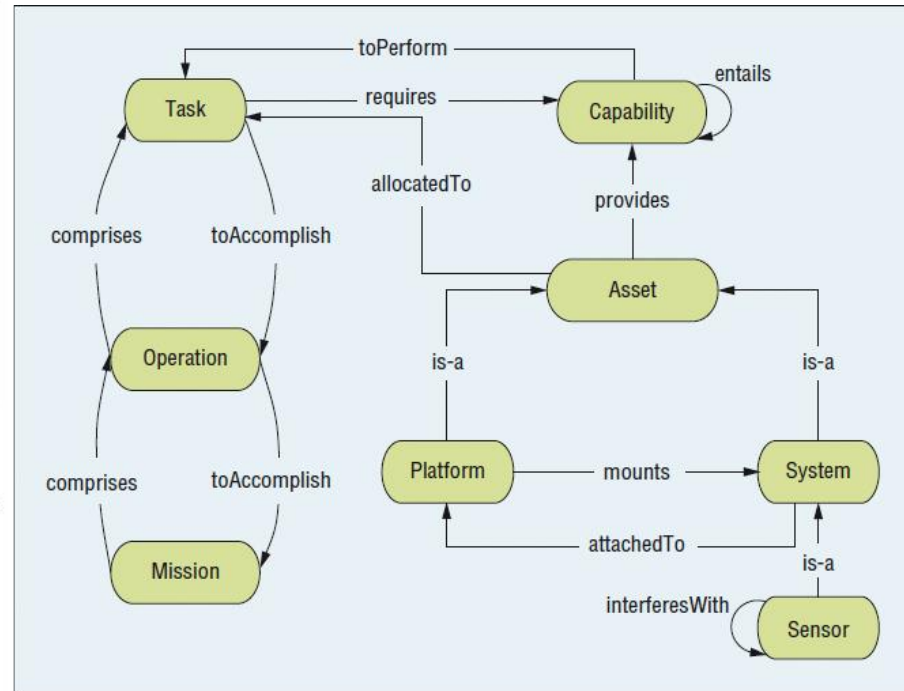 toPerform
entails
Task
requires
Capability
allocatedTo
provides
comprises
toAccomplish
Asset
Operation
is-a
is-a
comprises
toAccomplish
Platform
mounts
System
attachedTo
Mission
is-a
interferesWith
Sensor